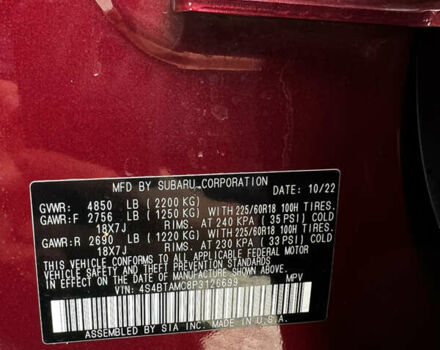 MFD BY SUBARU CORPORATION DATE: 10/22
GVWR: 4850 LB ( 2200 KG)
GAWR:F 2756 LB ( 1250 KG) WITH 225/60R18 100H TIRES.
18X7J RIMS. AT 240 KPA ( 35 PSI) COLD
GAWR:R 2690 LB ( 1220 KG) WITH 225/60R18 100H TIRES.
18X7J RIMS. AT 230 KPA ( 33 PSI) COLD
THIS VEHICLE CONFORMS TO ALL APPLICABLE FEDERAL MOTOR
VEHICLE SAFETY AND THEFT PREVENTION STANDARDS IN EFFECT
ON THE DATE OF MANUFACTURE SHOWN ABOVE.
VIN: 4S4BTAMC8P3126699 MPV
ASSEMBLED BY SIA INC. MADE IN U.S.A.